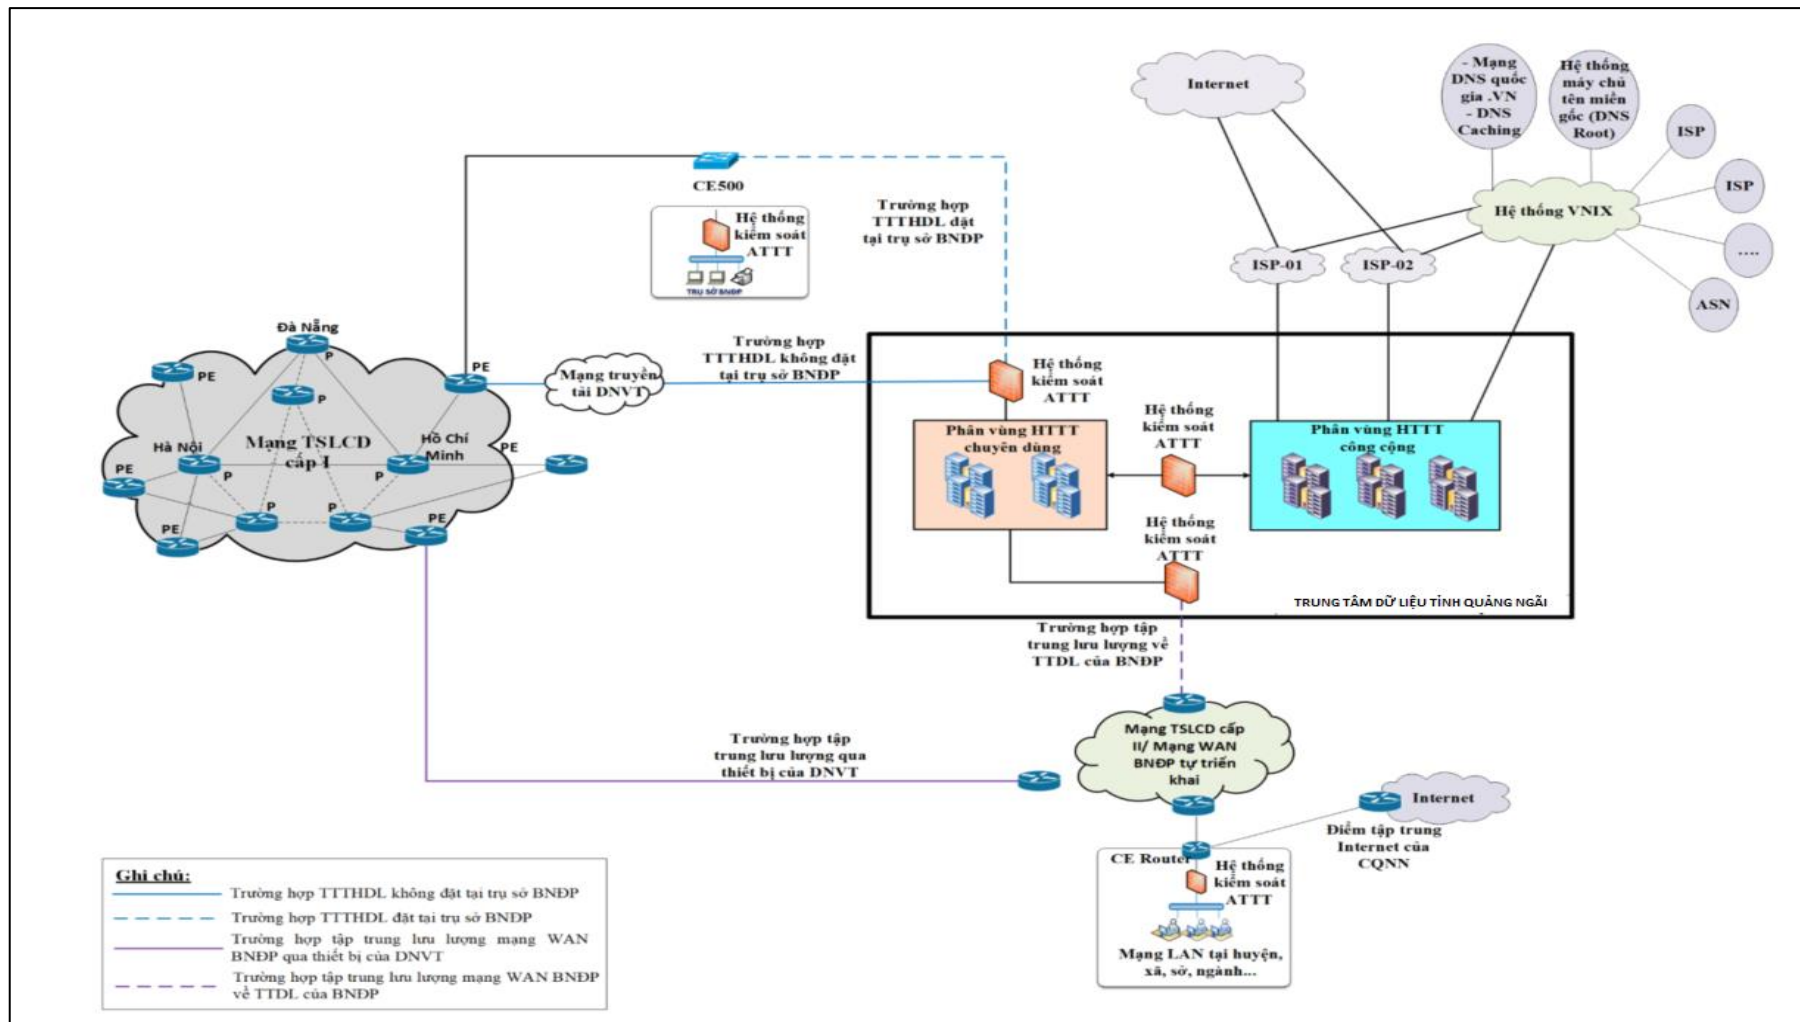 Internet
- Mạng
DNS quốc
gia .VN
- DNS
Caching
Hệ thống
máy chủ
tên miền
gốc (DNS
Root)
ISP
ISP
....
ASN
Hệ thống VNIX
ISP-01
ISP-02
CE500
Hệ thống
kiểm soát
ATTT
TRỤ SỞ BNĐP
Trường hợp
TTTHDL đặt
tại trụ sở BNĐP
Trường hợp
TTTHDL không đặt
tại trụ sở BNĐP
Mạng truyền
tải DNVT
Đà Nẵng
P
PE
PE
P
Mạng TSLCD
cấp I
Hà Nội
P
Hồ Chí
Minh
P
PE
PE
P
P
PE
PE
Hệ thống
kiểm soát
ATTT
Phân vùng HTTT
chuyên dùng
Hệ thống
kiểm soát
ATTT
Phân vùng HTTT
công cộng
Hệ thống
kiểm soát
ATTT
TRUNG TÂM DỮ LIỆU TỈNH QUẢNG NGÃI
Trường hợp tập
trung lưu lượng về
TTDL của BNĐP
Trường hợp tập
trung lưu lượng qua
thiết bị của DNVT
Mạng TSLCD cấp
II/ Mạng WAN
BNĐP tự triển
khai
Internet
Điểm tập trung
Internet của
CQNN
CE Router
Hệ thống
kiểm soát
ATTT
Mạng LAN tại huyện,
xã, sở, ngành...
Ghi chú:
Trường hợp TTTHDL không đặt tại trụ sở BNĐP
Trường hợp TTTHDL đặt tại trụ sở BNĐP
Trường hợp tập trung lưu lượng mạng WAN
BNĐP qua thiết bị của DNVT
Trường hợp tập trung lưu lượng mạng WAN BNĐP
về TTDL của BNĐP